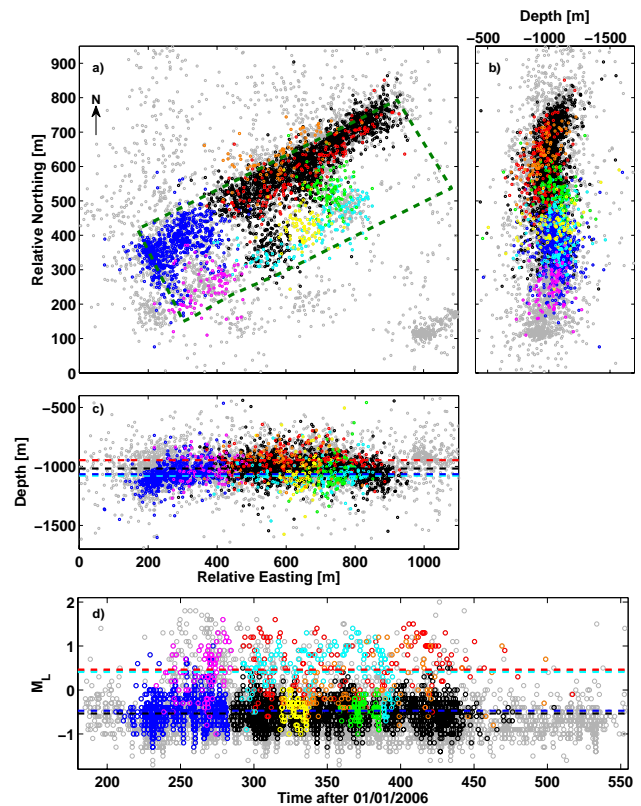 Depth [m]
−500 −1000 −1500
a)
b)
N
Relative Northing [m]
900
800
700
600
500
400
300
200
100
0
c)
Depth [m]
−500
−1000
−1500
0 200 400 600 800 1000
Relative Easting [m]
d)
M_L
2
1
0
−1
200 250 300 350 400 450 500 550
Time after 01/01/2006